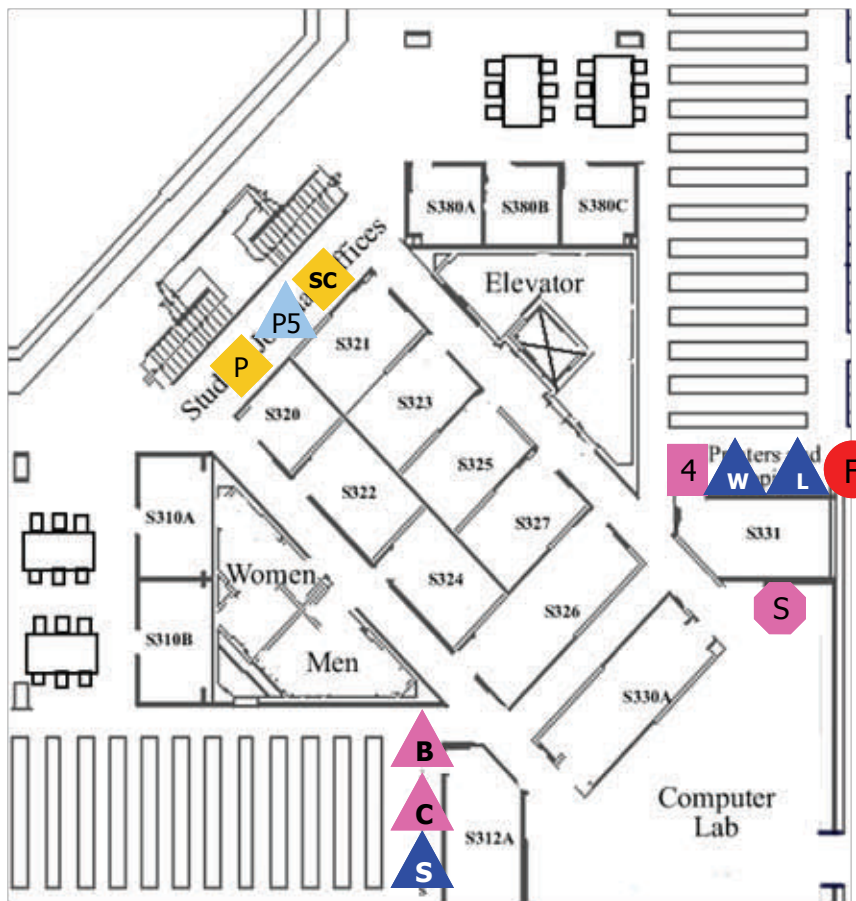 S380A
S380B
S380C
Elevator
SC
P5
P
S321
S320
S323
S325
S322
S327
S324
S326
4
W
L
F
S331
S
S310A
Women
S310B
Men
S330A
B
C
S
S312A
Computer
Lab